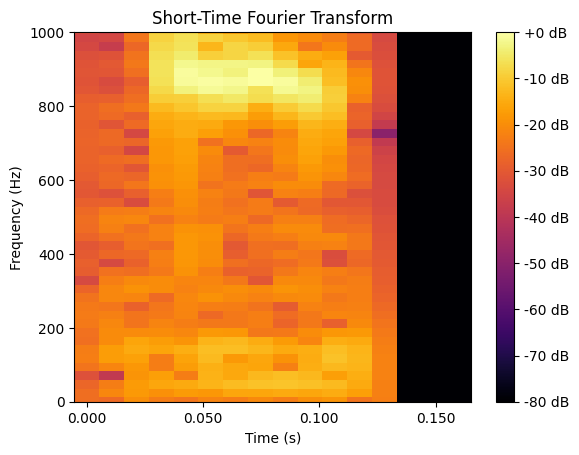 Short-Time Fourier Transform
Frequency (Hz)
1000
800
600
400
200
0
0.000
0.050
0.100
0.150
Time (s)
+0 dB
-10 dB
-20 dB
-30 dB
-40 dB
-50 dB
-60 dB
-70 dB
-80 dB